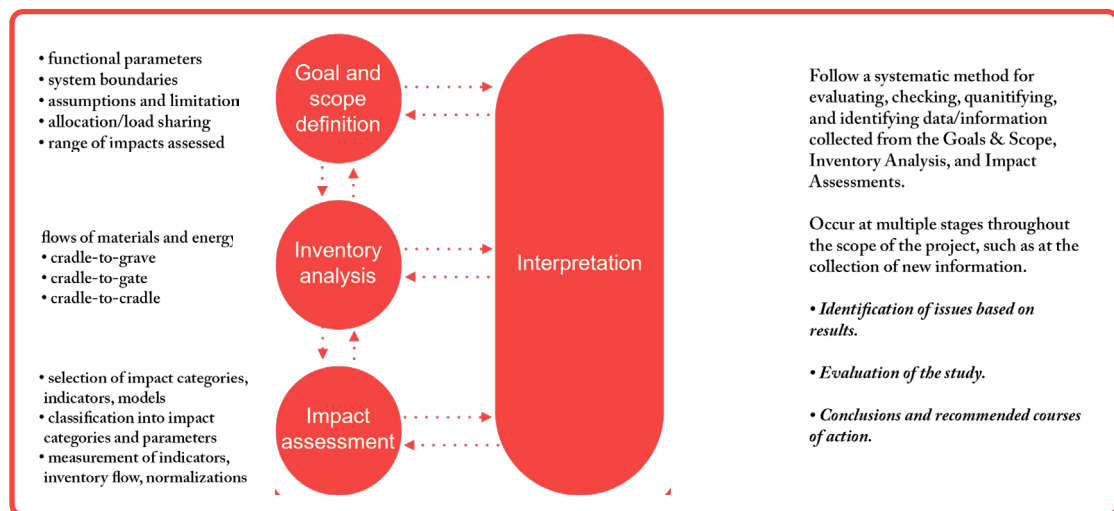 • functional parameters
• system boundaries
• assumptions and limitation
• allocation/load sharing
• range of impacts assessed
flows of materials and energy
• cradle-to-grave
• cradle-to-gate
• cradle-to-cradle
• selection of impact categories,
indicators, models
• classification into impact
categories and parameters
• measurement of indicators,
inventory flow, normalizations
Goal and
scope
definition
Inventory
analysis
Impact
assessment
Interpretation
Follow a systematic method for
evaluating, checking, quanitifying,
and identifying data/information
collected from the Goals & Scope,
Inventory Analysis, and Impact
Assessments.
Occur at multiple stages throughout
the scope of the project, such as at the
collection of new information.
• Identification of issues based on
results.
• Evaluation of the study.
• Conclusions and recommended courses
of action.